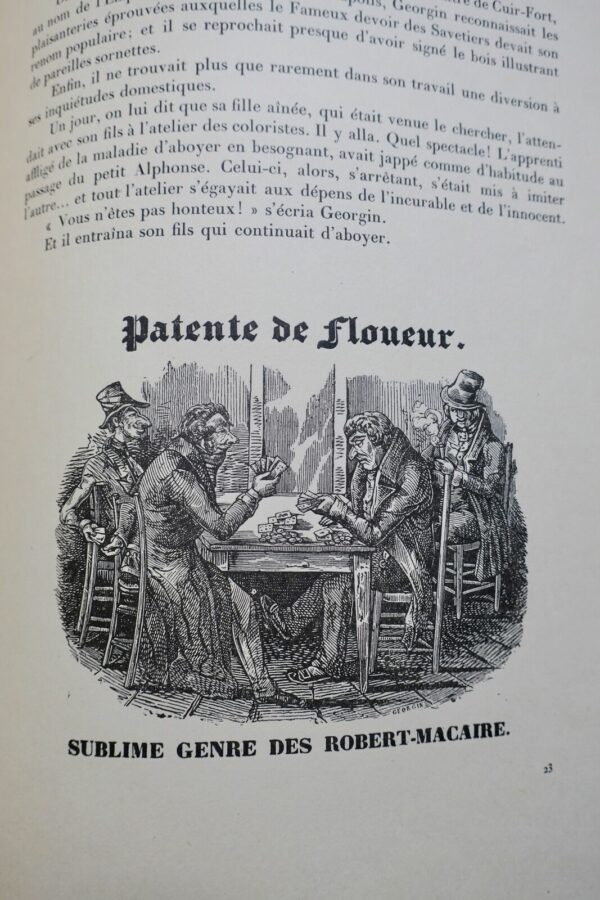 au nom de l'E
Georgin reconnaissait les
de Cuir-Fort,
plaisanteries éprouvées auxquelles le Fameux devoir des Savetiers devait son
renom populaire; et il se reprochait presque d'avoir signé le bois illustrant
de pareilles sornettes.
Enfin, il ne trouvait plus que rarement dans son travail une diversion à
ses inquiétudes domestiques.
Un jour, on lui dit que sa fille aînée, qui était venue le chercher, l'atten-
dait avec son fils à l'atelier des coloristes. Il y alla. Quel spectacle! L'apprenti
affligé de la maladie d'aboyer en besognant, avait jappé comme d'habitude au
passage du petit Alphonse. Celui-ci, alors, s'arrêtant, s'était mis à imiter
l'autre... et tout l'atelier s'égayait aux dépens de l'incurable et de l'innocent.
« Vous n'êtes pas honteux! » s'écria Georgin.
Et il entraîna son fils qui continuait d'aboyer.
Patente de Floueur.
GEORGIN
SUBLIME GENRE DES ROBERT-MACAIRE.
23